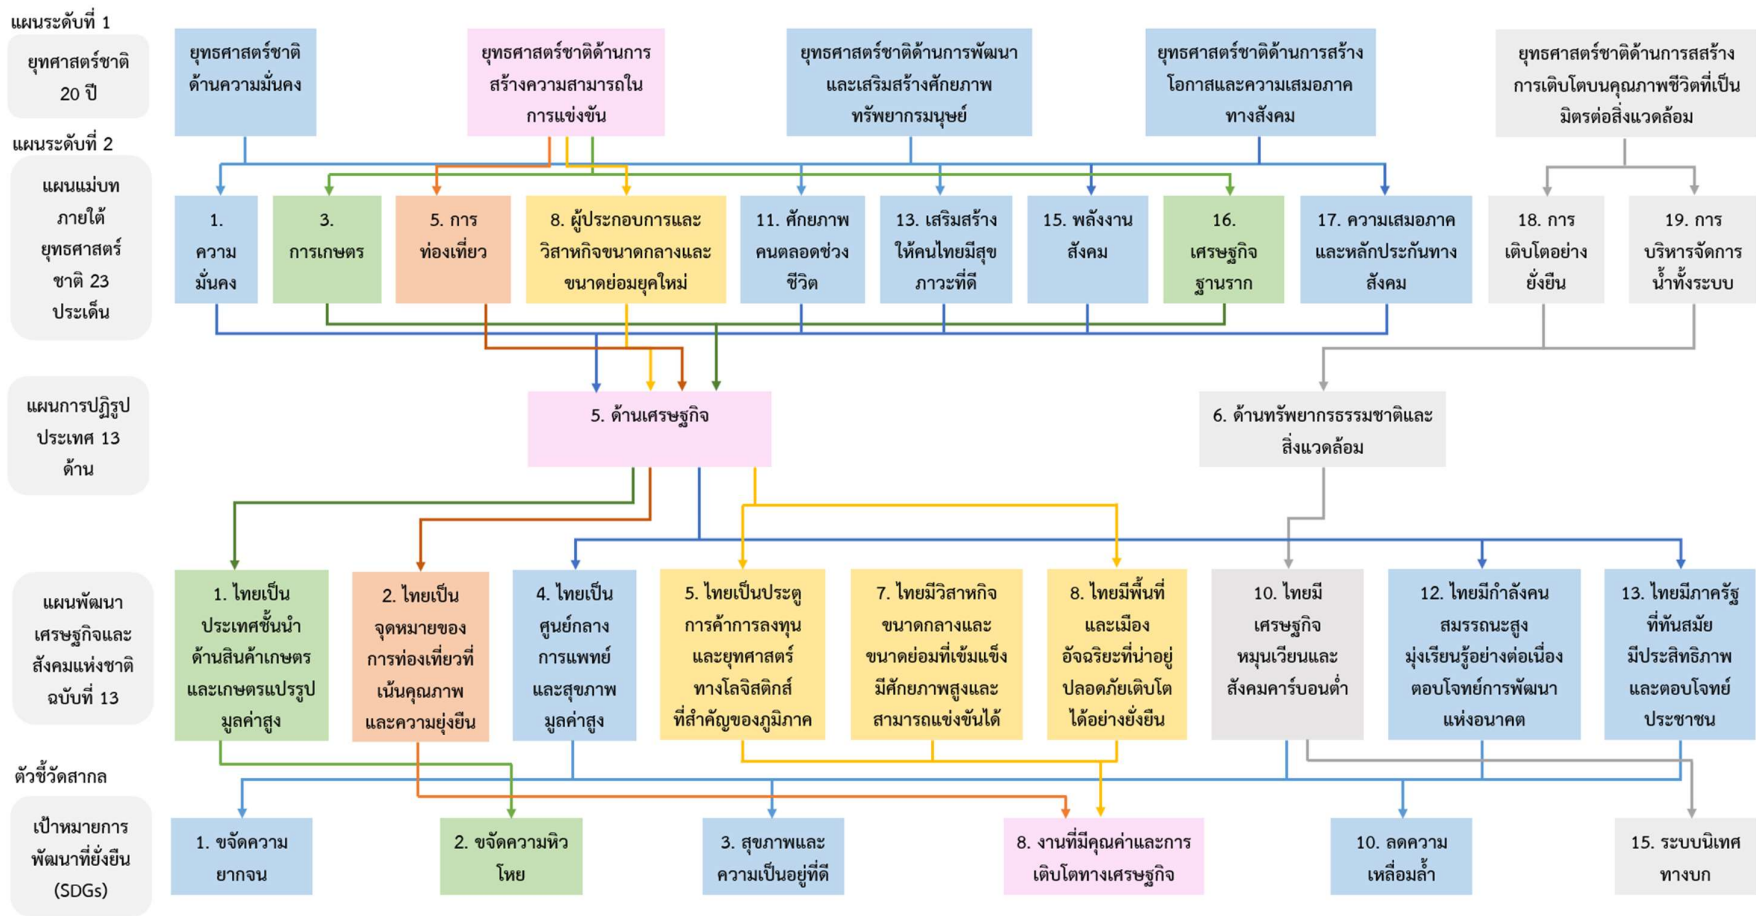 แผนระดับที่ 1
ยุทศาสตร์ชาติ
20 ปี
ยุทธศาสตร์ชาติ
ด้านความมั่นคง
ยุทธศาสตร์ชาติด้านการ
สร้างความสามารถใน
การแข่งขัน
ยุทธศาสตร์ชาติด้านการพัฒนา
และเสริมสร้างศักยภาพ
ทรัพยากรมนุษย์
ยุทธศาสตร์ชาติด้านการสร้าง
โอกาสและความเสมอภาค
ทางสังคม
ยุทธศาสตร์ชาติด้านการสสร้าง
การเติบโตบนคุณภาพชีวิตที่เป็น
มิตรต่อสิ่งแวดล้อม
แผนระดับที่ 2
แผนแม่บท
ภายใต้
ยุทธศาสตร์
ชาติ 23
ประเด็น
1.
ความ
มั่นคง
3.
การเกษตร
5. การ
ท่องเที่ยว
8. ผู้ประกอบการและ
วิสาหกิจขนาดกลางและ
ขนาดย่อมยุคใหม่
11. ศักยภาพ
คนตลอดช่วง
ชีวิต
13. เสริมสร้าง
ให้คนไทยมีสุข
ภาวะที่ดี
15. พลังงาน
สังคม
16.
เศรษฐกิจ
ฐานราก
17. ความเสมอภาค
และหลักประกันทาง
สังคม
18. การ
เติบโตอย่าง
ยั่งยืน
19. การ
บริหารจัดการ
น้ำทั้งระบบ
แผนการปฏิรูป
ประเทศ 13
ด้าน
5. ด้านเศรษฐกิจ
6. ด้านทรัพยากรธรรมชาติและ
สิ่งแวดล้อม
แผนพัฒนา
เศรษฐกิจและ
สังคมแห่งชาติ
ฉบับที่ 13
1. ไทยเป็น
ประเทศชั้นนำ
ด้านสินค้าเกษตร
และเกษตรแปรรูป
มูลค่าสูง
2. ไทยเป็น
จุดหมายของ
การท่องเที่ยวที่
เน้นคุณภาพ
และความยุ่งยืน
4. ไทยเป็น
ศูนย์กลาง
การแพทย์
และสุขภาพ
มูลค่าสูง
5. ไทยเป็นประตู
การค้าการลงทุน
และยุทศาสตร์
ทางโลจิสติกส์
ที่สำคัญของภูมิภาค
7. ไทยมีวิสาหกิจ
ขนาดกลางและ
ขนาดย่อมที่เข้มแข็ง
มีศักยภาพสูงและ
สามารถแข่งขันได้
8. ไทยมีพื้นที่
และเมือง
อัจฉริยะที่น่าอยู่
ปลอดภัยเติบโต
ได้อย่างยั่งยืน
10. ไทยมี
เศรษฐกิจ
หมุนเวียนและ
สังคมคาร์บอนต่ำ
12. ไทยมีกำลังคน
สมรรถนะสูง
มุ่งเรียนรู้อย่างต่อเนื่อง
ตอบโจทย์การพัฒนา
แห่งอนาคต
13. ไทยมีภาครัฐ
ที่ทันสมัย
มีประสิทธิภาพ
และตอบโจทย์
ประชาชน
ตัวชี้วัดสากล
เป้าหมายการ
พัฒนาที่ยั่งยืน
(SDGs)
1. ขจัดความ
ยากจน
2. ขจัดความหิว
โหย
3. สุขภาพและ
ความเป็นอยู่ที่ดี
8. งานที่มีคุณค่าและการ
เติบโตทางเศรษฐกิจ
10. ลดความ
เหลื่อมล้ำ
15. ระบบนิเทศ
ทางบก